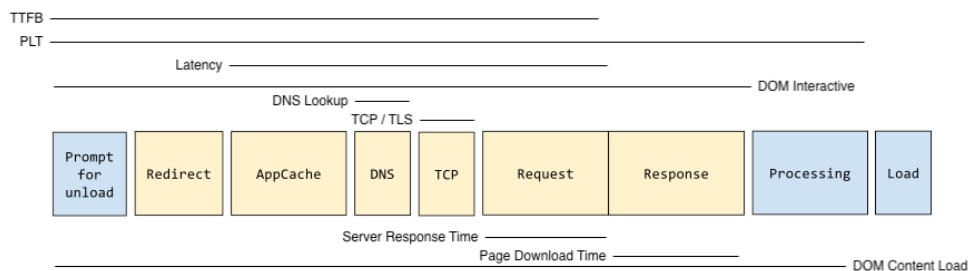 TTFB
PLT
Latency
DOM Interactive
DNS Lookup
TCP / TLS
Prompt
for
unload
Redirect
AppCache
DNS
TCP
Request
Response
Processing
Load
Server Response Time
Page Download Time
DOM Content Load